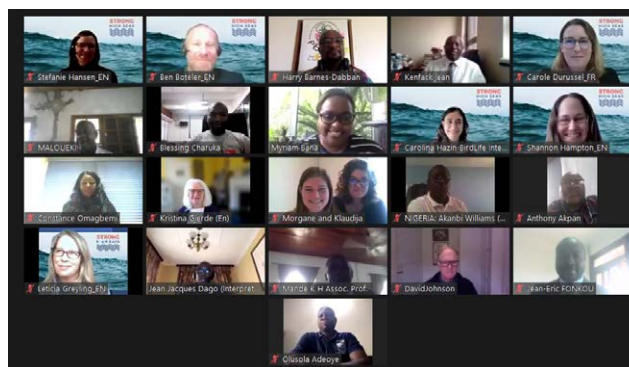 STRONG
HIGH SEAS
STRONG
HIGH SEAS
STRONG
HIGH SEAS
Stefanie Hansen_EN
Ben Boteler_EN
Harry Barnes-Dabban
Kenfack Jean
Carole Durussel_FR
STRONG
HIGH SEAS
STRONG
HIGH SEAS
MALOUEKI
Blessing Charuka
Myriam Bana
Carolina Hazin-BirdLife Inte...
Shannon Hampton_EN
Constance Omagbemi
Kristina Gjerde (En)
Morgane and Klaudija
NIGERIA: Akanbi Williams (...
Anthony Akpan
STRONG
HIGH SEAS
Leticia Greyling_EN
Jean Jacques Dago (Interpret...
Mande K H Assoc. Prof.
DavidJohnson
Jean-Eric FONKOU
Olusola Adeoye